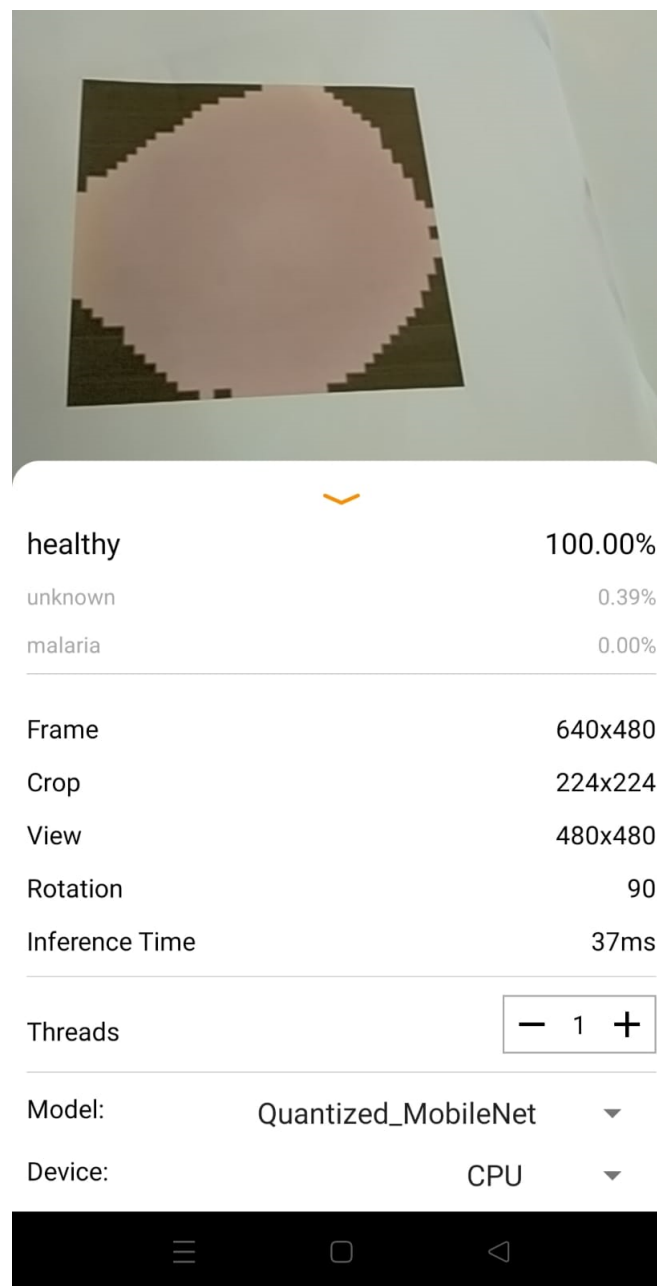 healthy 100.00%
unknown 0.39%
malaria 0.00%
Frame 640x480
Crop 224x224
View 480x480
Rotation 90
Inference Time 37ms
Threads 1
Model: Quantized_MobileNet
Device: CPU